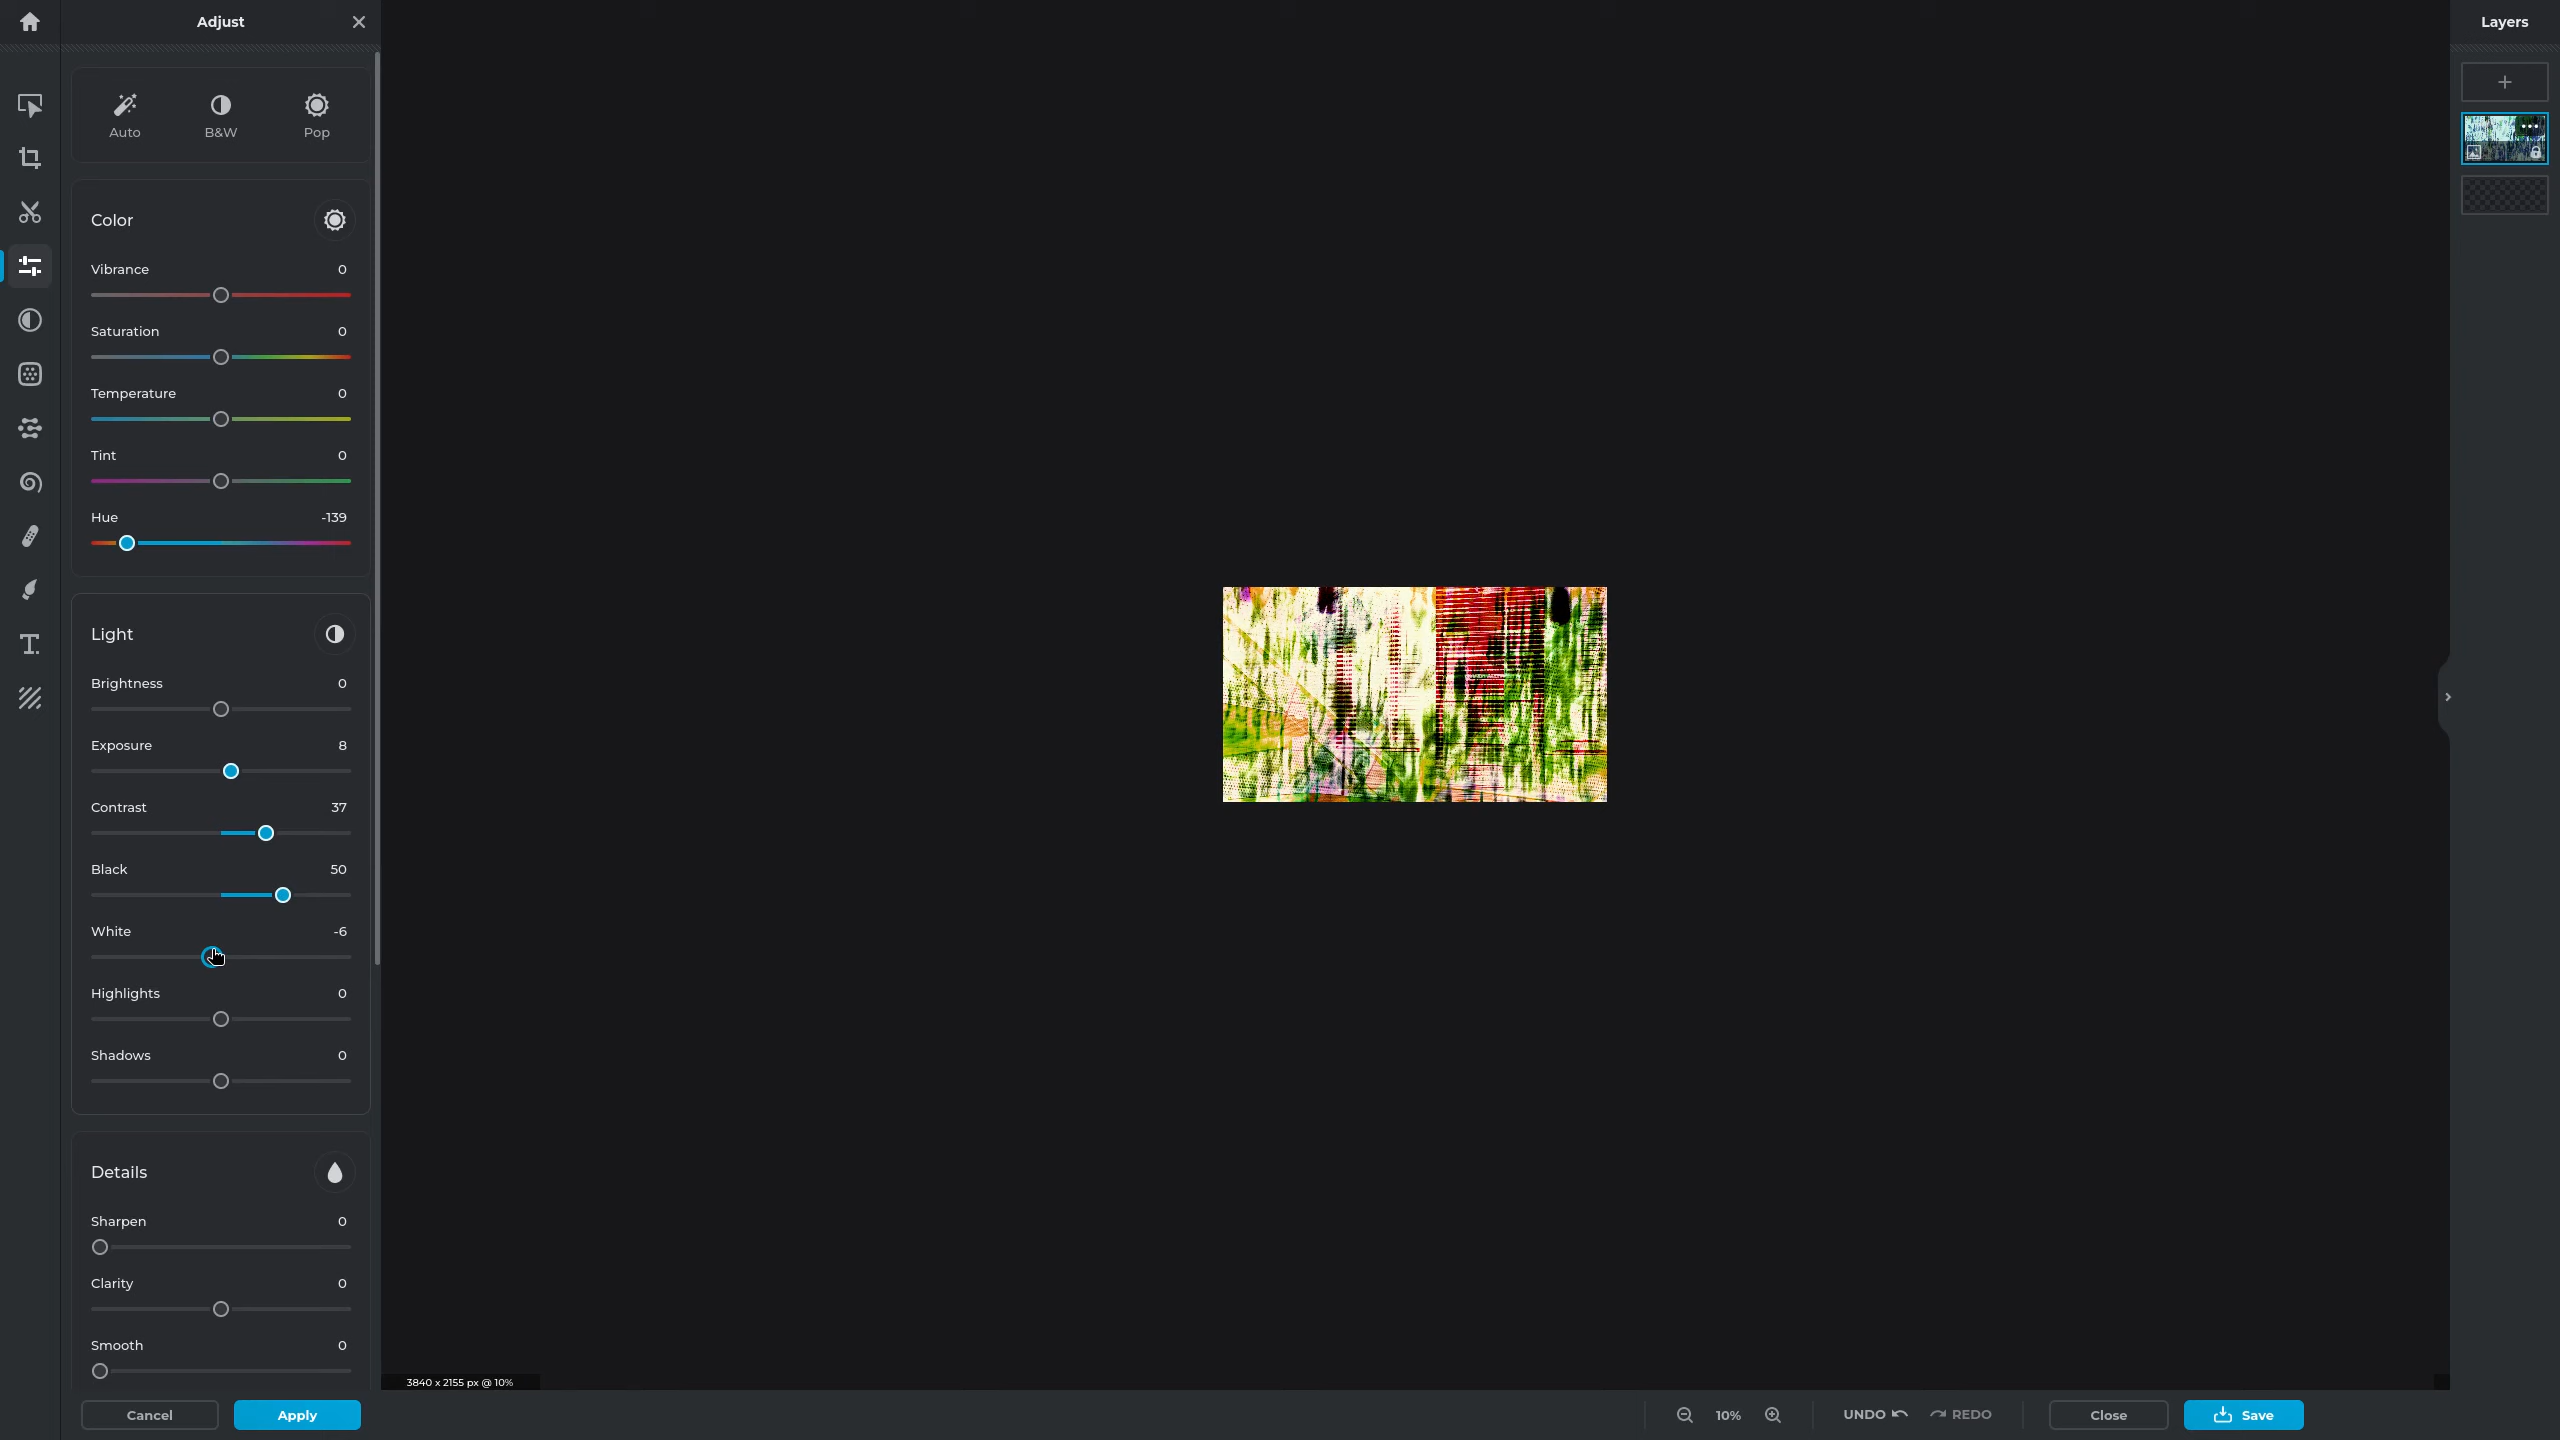 Adjust
Layers
Auto
B&W
Pop
Color
Vibrance 0
Saturation 0
Temperature 0
Tint 0
Hue -139
Light
Brightness 0
Exposure 8
Contrast 37
Black 50
White -6
Highlights 0
Shadows 0
Details
Sharpen 0
Clarity 0
Smooth 0
3840 x 2155 px @ 10%
Cancel
Apply
10%
UNDO
REDO
Close
Save